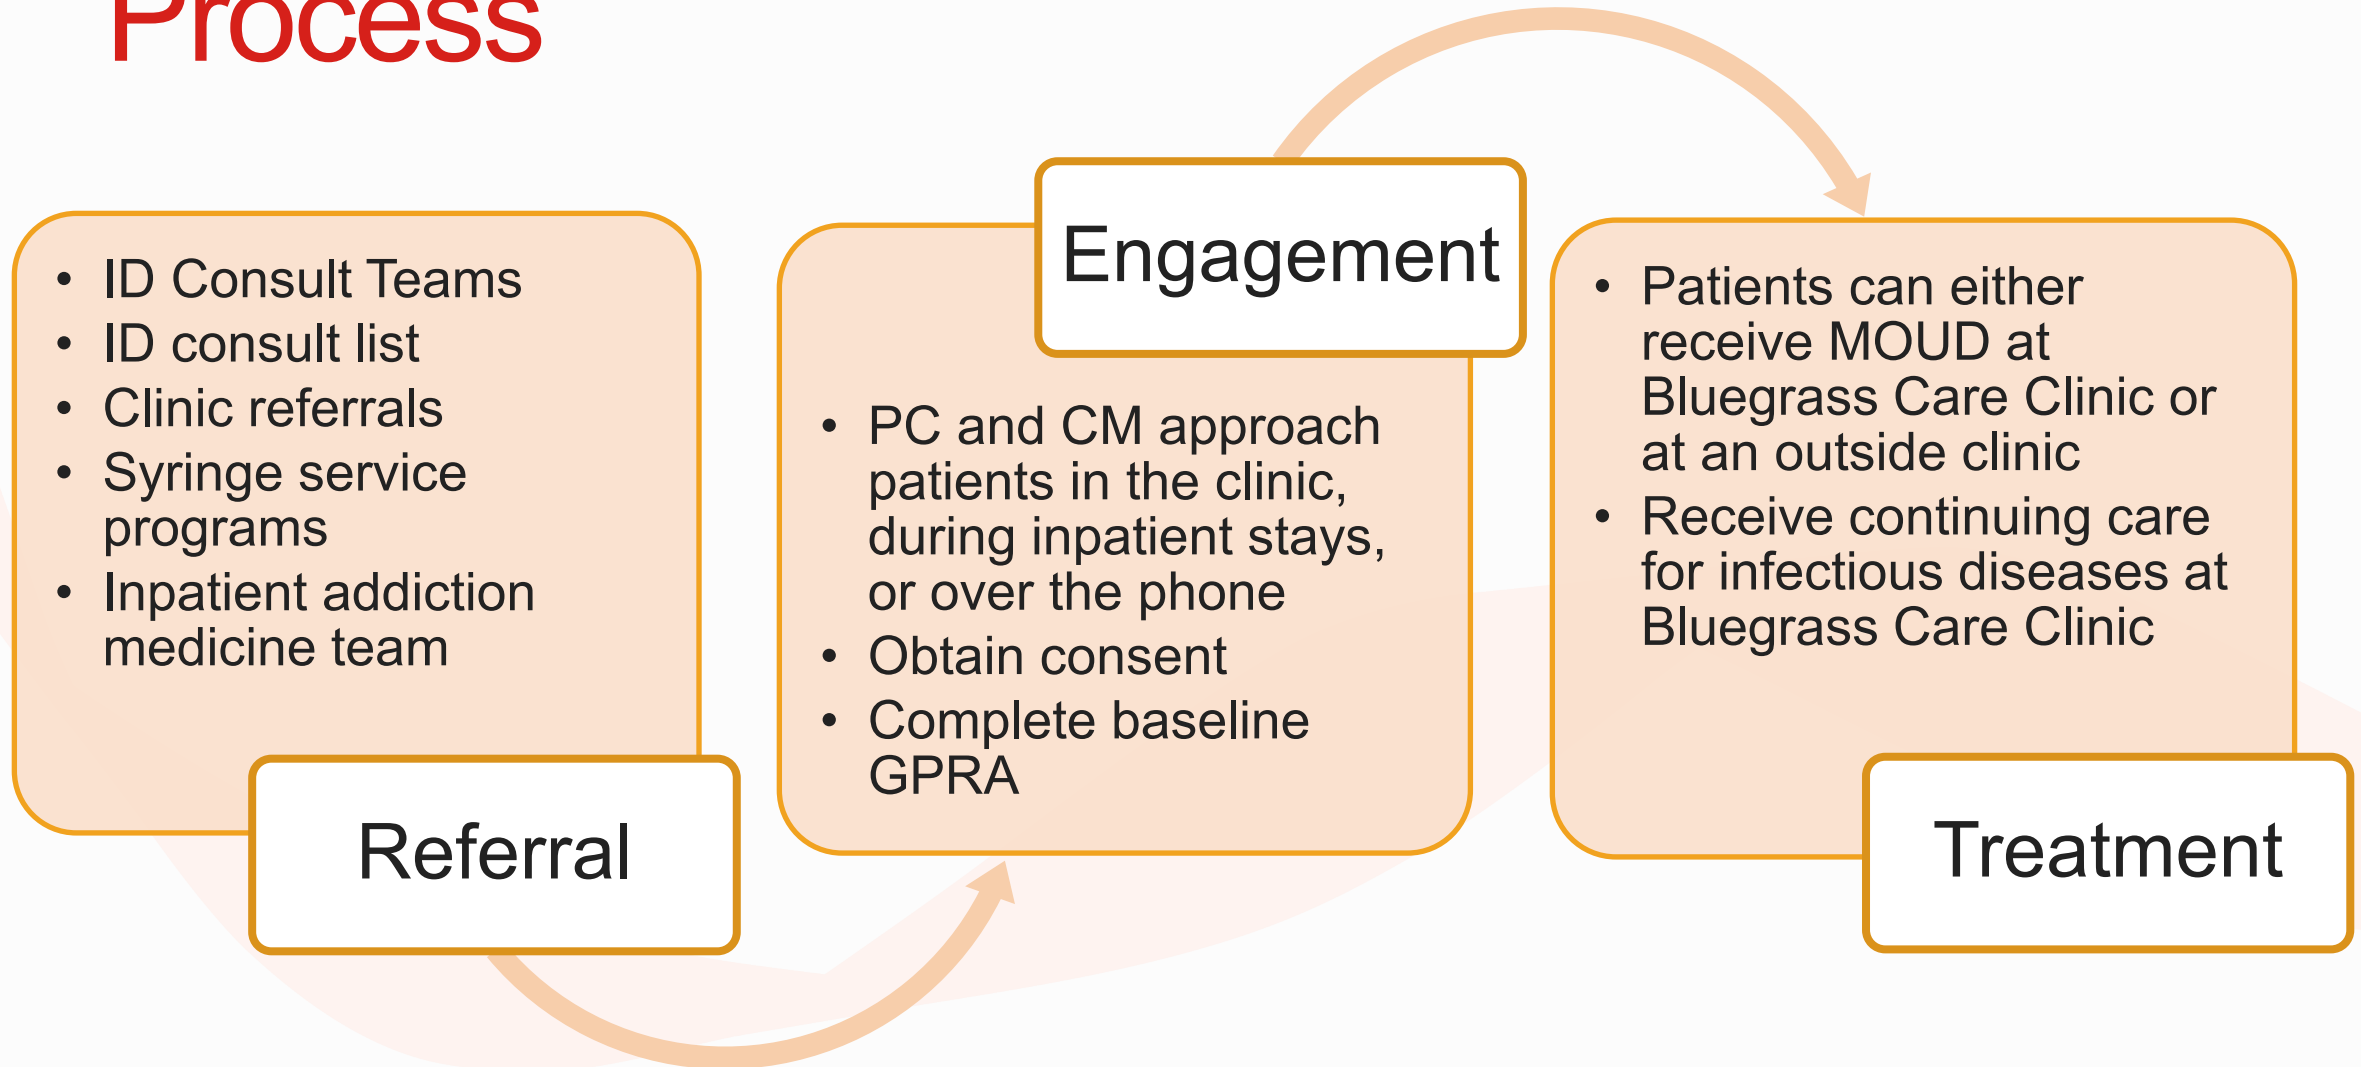 Process
• ID Consult Teams
• ID consult list
• Clinic referrals
• Syringe service
programs
• Inpatient addiction
medicine team
Referral
Engagement
• PC and CM approach
patients in the clinic,
during inpatient stays,
or over the phone
• Obtain consent
• Complete baseline
GPRA
• Patients can either
receive MOUD at
Bluegrass Care Clinic or
at an outside clinic
• Receive continuing care
for infectious diseases at
Bluegrass Care Clinic
Treatment